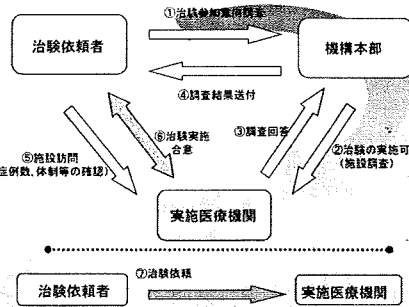 ①治験参加意向調査
治験依頼者
機構本部
④調査結果送付
⑥治験実施
合意
③調査回答
⑤施設訪問
症例数、体制等の確認)
②治験の実施可
(施設調査)
実施医療機関
⑦治験依頼
治験依頼者
実施医療機関